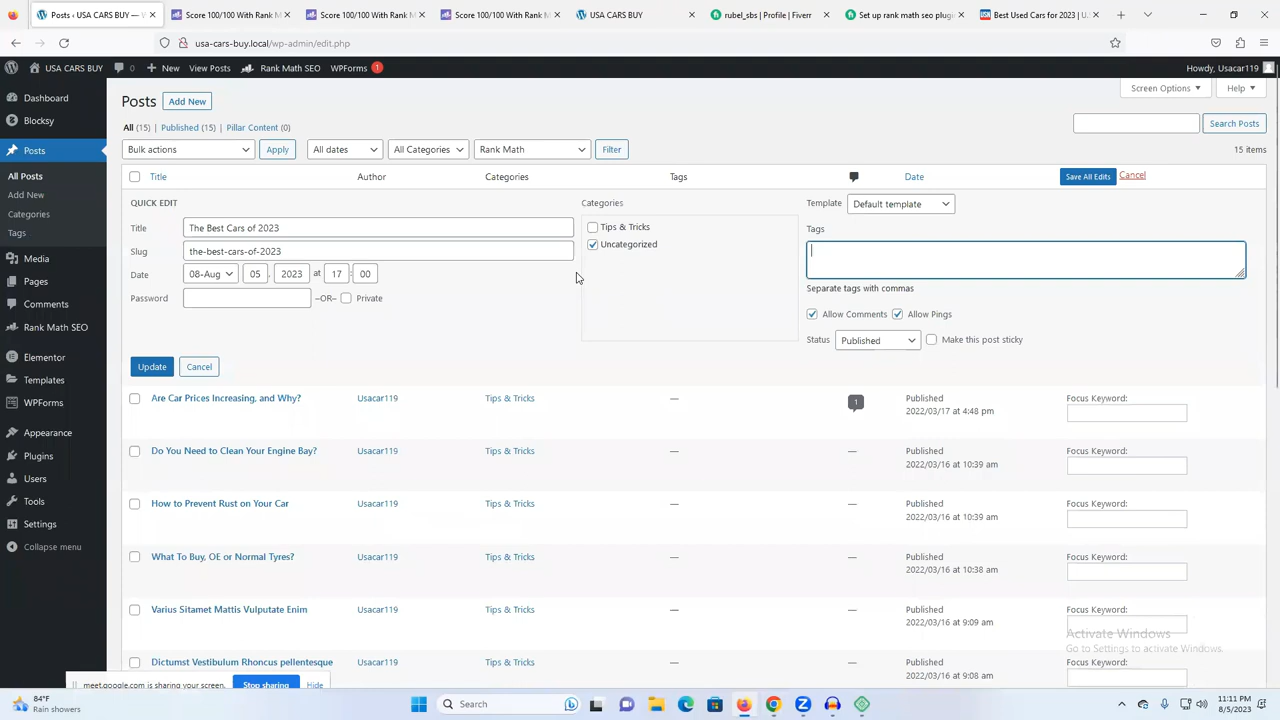 Posts ‹ USA CARS BUY — 
Score 100/100 With Rank M
Score 100/100 With Rank M
Score 100/100 With Rank M
USA CARS BUY
rubel_sbs | Profile | Fiverr
Set up rank math seo plugin
Best Used Cars for 2023 | U.S.
usa-cars-buy.local/wp-admin/edit.php
USA CARS BUY 0 New View Posts Rank Math SEO WPForms 1 Howdy, Usacar119
Dashboard
Blocksy
Posts
All Posts
Add New
Categories
Tags
Media
Pages
Comments
Rank Math SEO
Elementor
Templates
WPForms
Appearance
Plugins
Users
Tools
Settings
Collapse menu
Screen Options Help
Posts Add New
All (15) | Published (15) | Pillar Content (0)
Search Posts
Bulk actions Apply All dates All Categories Rank Math Filter 15 items
Title Author Categories Tags Date Save All Edits Cancel
QUICK EDIT
Title The Best Cars of 2023
Slug the-best-cars-of-2023
Date 08-Aug 05 , 2023 at 17 : 00
Password –OR– Private
Categories
Tips & Tricks
Uncategorized
Template Default template
Tags
Separate tags with commas
Allow Comments Allow Pings
Status Published Make this post sticky
Update Cancel
Are Car Prices Increasing, and Why? Usacar119 Tips & Tricks — 1 Published Focus Keyword:
2022/03/17 at 4:48 pm
Do You Need to Clean Your Engine Bay? Usacar119 Tips & Tricks — — Published Focus Keyword:
2022/03/16 at 10:39 am
How to Prevent Rust on Your Car Usacar119 Tips & Tricks — — Published Focus Keyword:
2022/03/16 at 10:39 am
What To Buy, OE or Normal Tyres? Usacar119 Tips & Tricks — — Published Focus Keyword:
2022/03/16 at 10:38 am
Varius Sitamet Mattis Vulputate Enim Usacar119 Tips & Tricks — — Published Focus Keyword:
2022/03/16 at 9:09 am
Dictumst Vestibulum Rhoncus pellentesque Usacar119 Tips & Tricks — — Published Focus Keyword:
2022/03/16 at 9:08 am
Activate Windows
Go to Settings to activate Windows.
meet.google.com is sharing your screen. Stop sharing Hide
84°F
Rain showers
Search
11:11 PM
8/5/2023